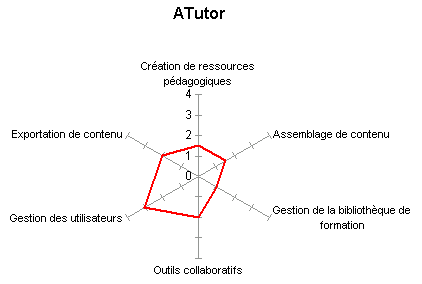 ATutor
Création de ressources
pédagogiques
4
3
2
1
0
Exportation de contenu
Assemblage de contenu
Gestion des utilisateurs
Gestion de la bibliothèque de
formation
Outils collaboratifs